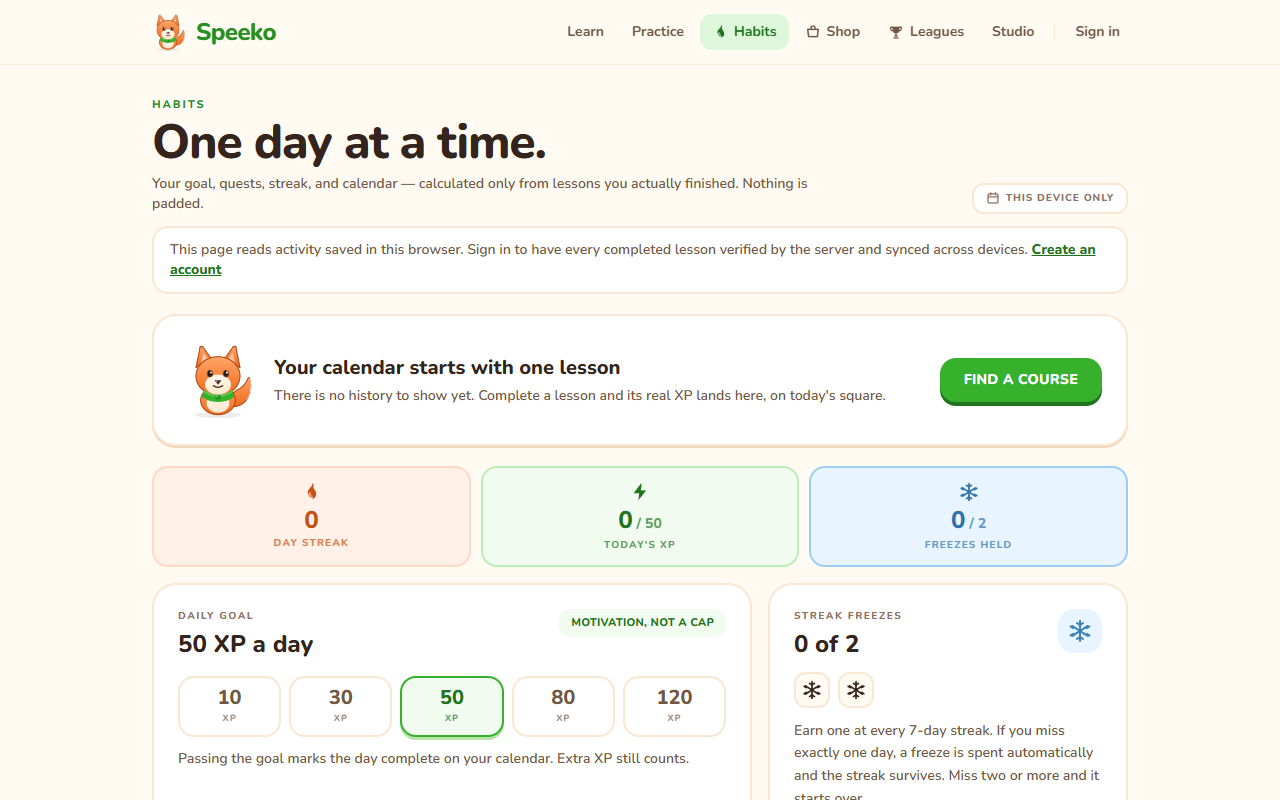 Speeko
Learn
Practice
Habits
Shop
Leagues
Studio
Sign in
HABITS
One day at a time.
Your goal, quests, streak, and calendar — calculated only from lessons you actually finished. Nothing is
padded.
THIS DEVICE ONLY
This page reads activity saved in this browser. Sign in to have every completed lesson verified by the server and synced across devices. Create an
account
Your calendar starts with one lesson
There is no history to show yet. Complete a lesson and its real XP lands here, on today's square.
FIND A COURSE
0
DAY STREAK
0 / 50
TODAY'S XP
0 / 2
FREEZES HELD
DAILY GOAL
50 XP a day
MOTIVATION, NOT A CAP
10
XP
30
XP
50
XP
80
XP
120
XP
Passing the goal marks the day complete on your calendar. Extra XP still counts.
STREAK FREEZES
0 of 2
Earn one at every 7-day streak. If you miss
exactly one day, a freeze is spent automatically
and the streak survives. Miss two or more and it
starts over.